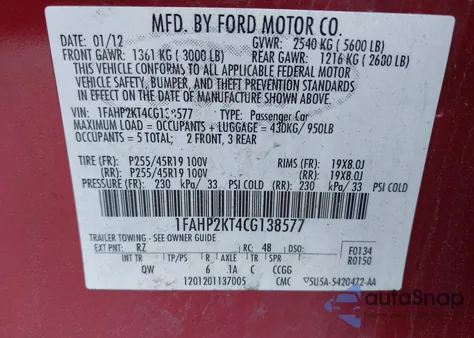 MFD. BY FORD MOTOR CO.
DATE: 01/12 GVWR: 2540 KG (5600 LB)
FRONT GAWR: 1361 KG (3000 LB) REAR GAWR: 1216 KG (2680 LB)
THIS VEHICLE CONFORMS TO ALL APPLICABLE FEDERAL MOTOR
VEHICLE SAFETY, BUMPER, AND THEFT PREVENTION STANDARDS
IN EFFECT ON THE DATE OF MANUFACTURE SHOWN ABOVE.
VIN: 1FAHP2KT4CG138577 TYPE: Passenger Car
MAXIMUM LOAD = OCCUPANTS + LUGGAGE = 430KG/950LB
OCCUPANTS = 5 TOTAL; 2 FRONT, 3 REAR
TIRE (FR): P255/45R19 100V RIMS (FR): 19X8.0J
(RR): P255/45R19 100V (RR): 19X8.0J
PRESSURE (FR): 230 kPa/ 33 PSI COLD (RR): 230 kPa/ 33 PSI COLD
1FAHP2KT4CG138577
TRAILER TOWING - SEE OWNER GUIDE
EXT PNT: RZ RC: 48 DSO: F0134
R0150
INT TR TP/PS R AXLE TR SPR
QW 6 .1A C CCGG
1201201137005 CMC 5U5A-5420472-AA
autoSnap